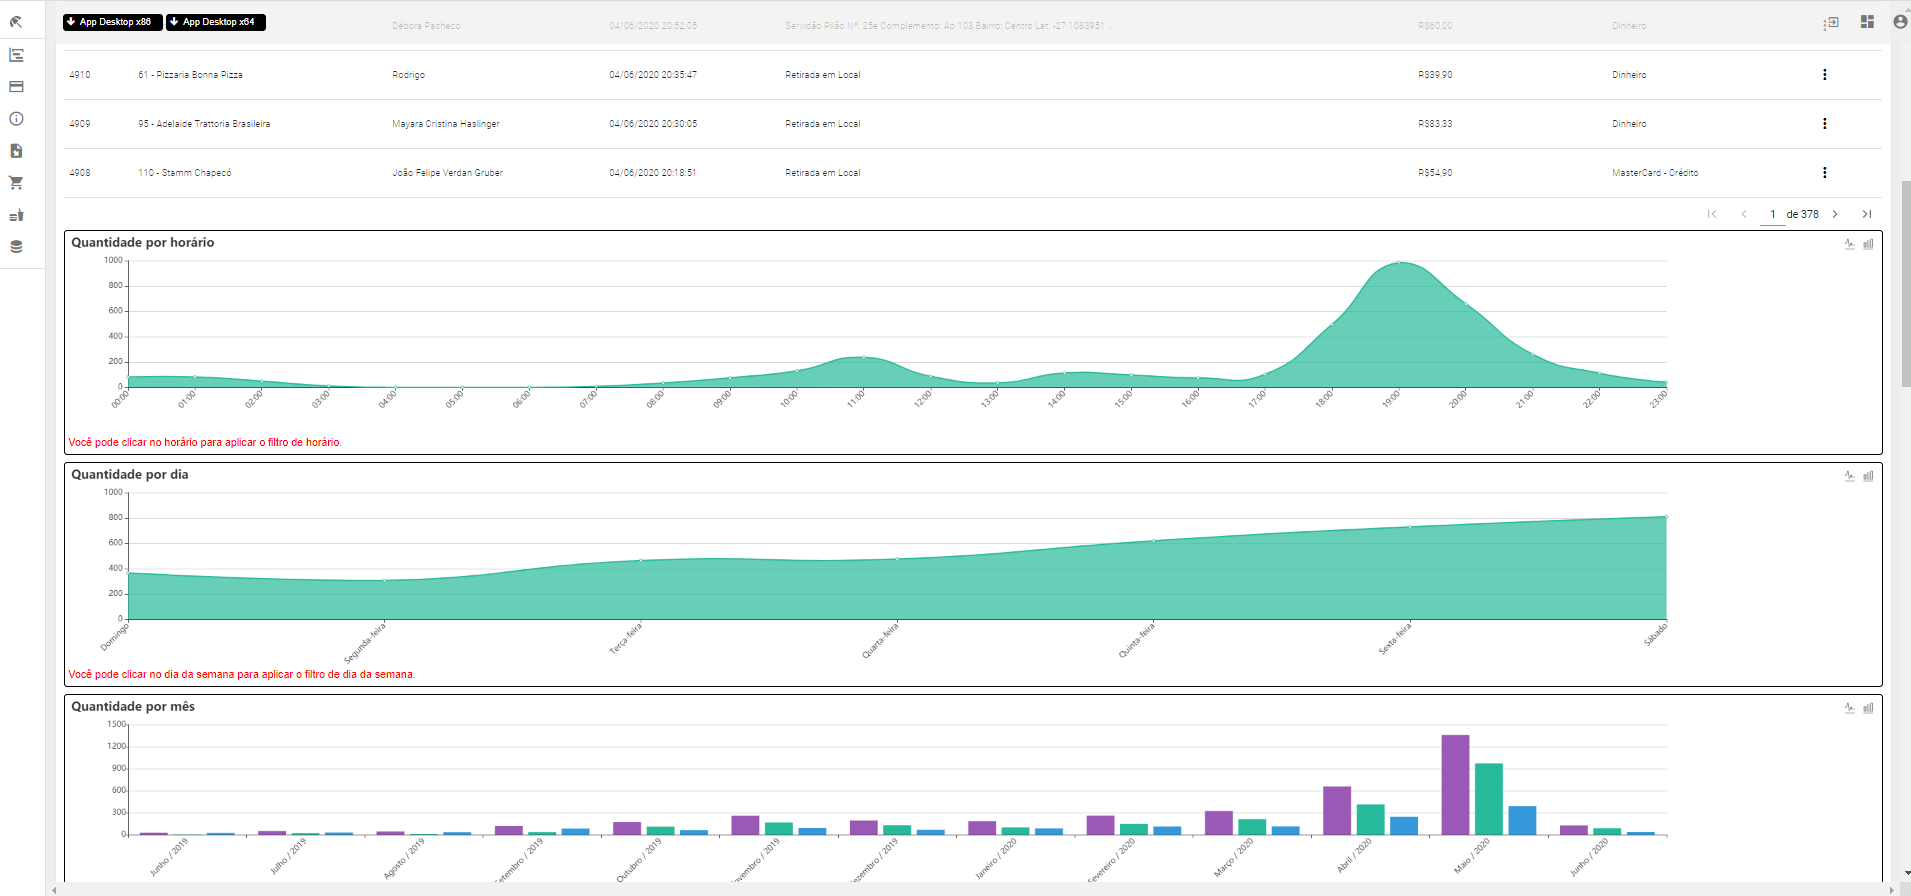 App Desktop x86 App Desktop x64
Débora Pacheco 04/06/2020 20:52:05 Servidão Pilão Nº: 25e Complemento: Ap 103 Bairro: Centro Lat: -27.1083951 ... R$60,00 Dinheiro
4910 61 - Pizzaria Bonna Pizza Rodrigo 04/06/2020 20:35:47 Retirada em Local R$39,90 Dinheiro
4909 95 - Adelaide Trattoria Brasileira Mayara Cristina Haslinger 04/06/2020 20:30:05 Retirada em Local R$83,33 Dinheiro
4908 110 - Stamm Chapecó João Felipe Verdan Gruber 04/06/2020 20:18:51 Retirada em Local R$54,90 MasterCard - Crédito
1 de 378
Quantidade por horário
1000
800
600
400
200
0
00:00 01:00 02:00 03:00 04:00 05:00 06:00 07:00 08:00 09:00 10:00 11:00 12:00 13:00 14:00 15:00 16:00 17:00 18:00 19:00 20:00 21:00 22:00 23:00
Você pode clicar no horário para aplicar o filtro de horário.
Quantidade por dia
1000
800
600
400
200
0
Domingo Segunda-feira Terça-feira Quarta-feira Quinta-feira Sexta-feira Sábado
Você pode clicar no dia da semana para aplicar o filtro de dia da semana.
Quantidade por mês
1500
1200
900
600
300
0
Junho / 2019 Julho / 2019 Agosto / 2019 etembro / 2019 Outubro / 2019 ovembro / 2019 ezembro / 2019 Janeiro / 2020 evereiro / 2020 Março / 2020 Abril / 2020 Maio / 2020 Junho / 2020